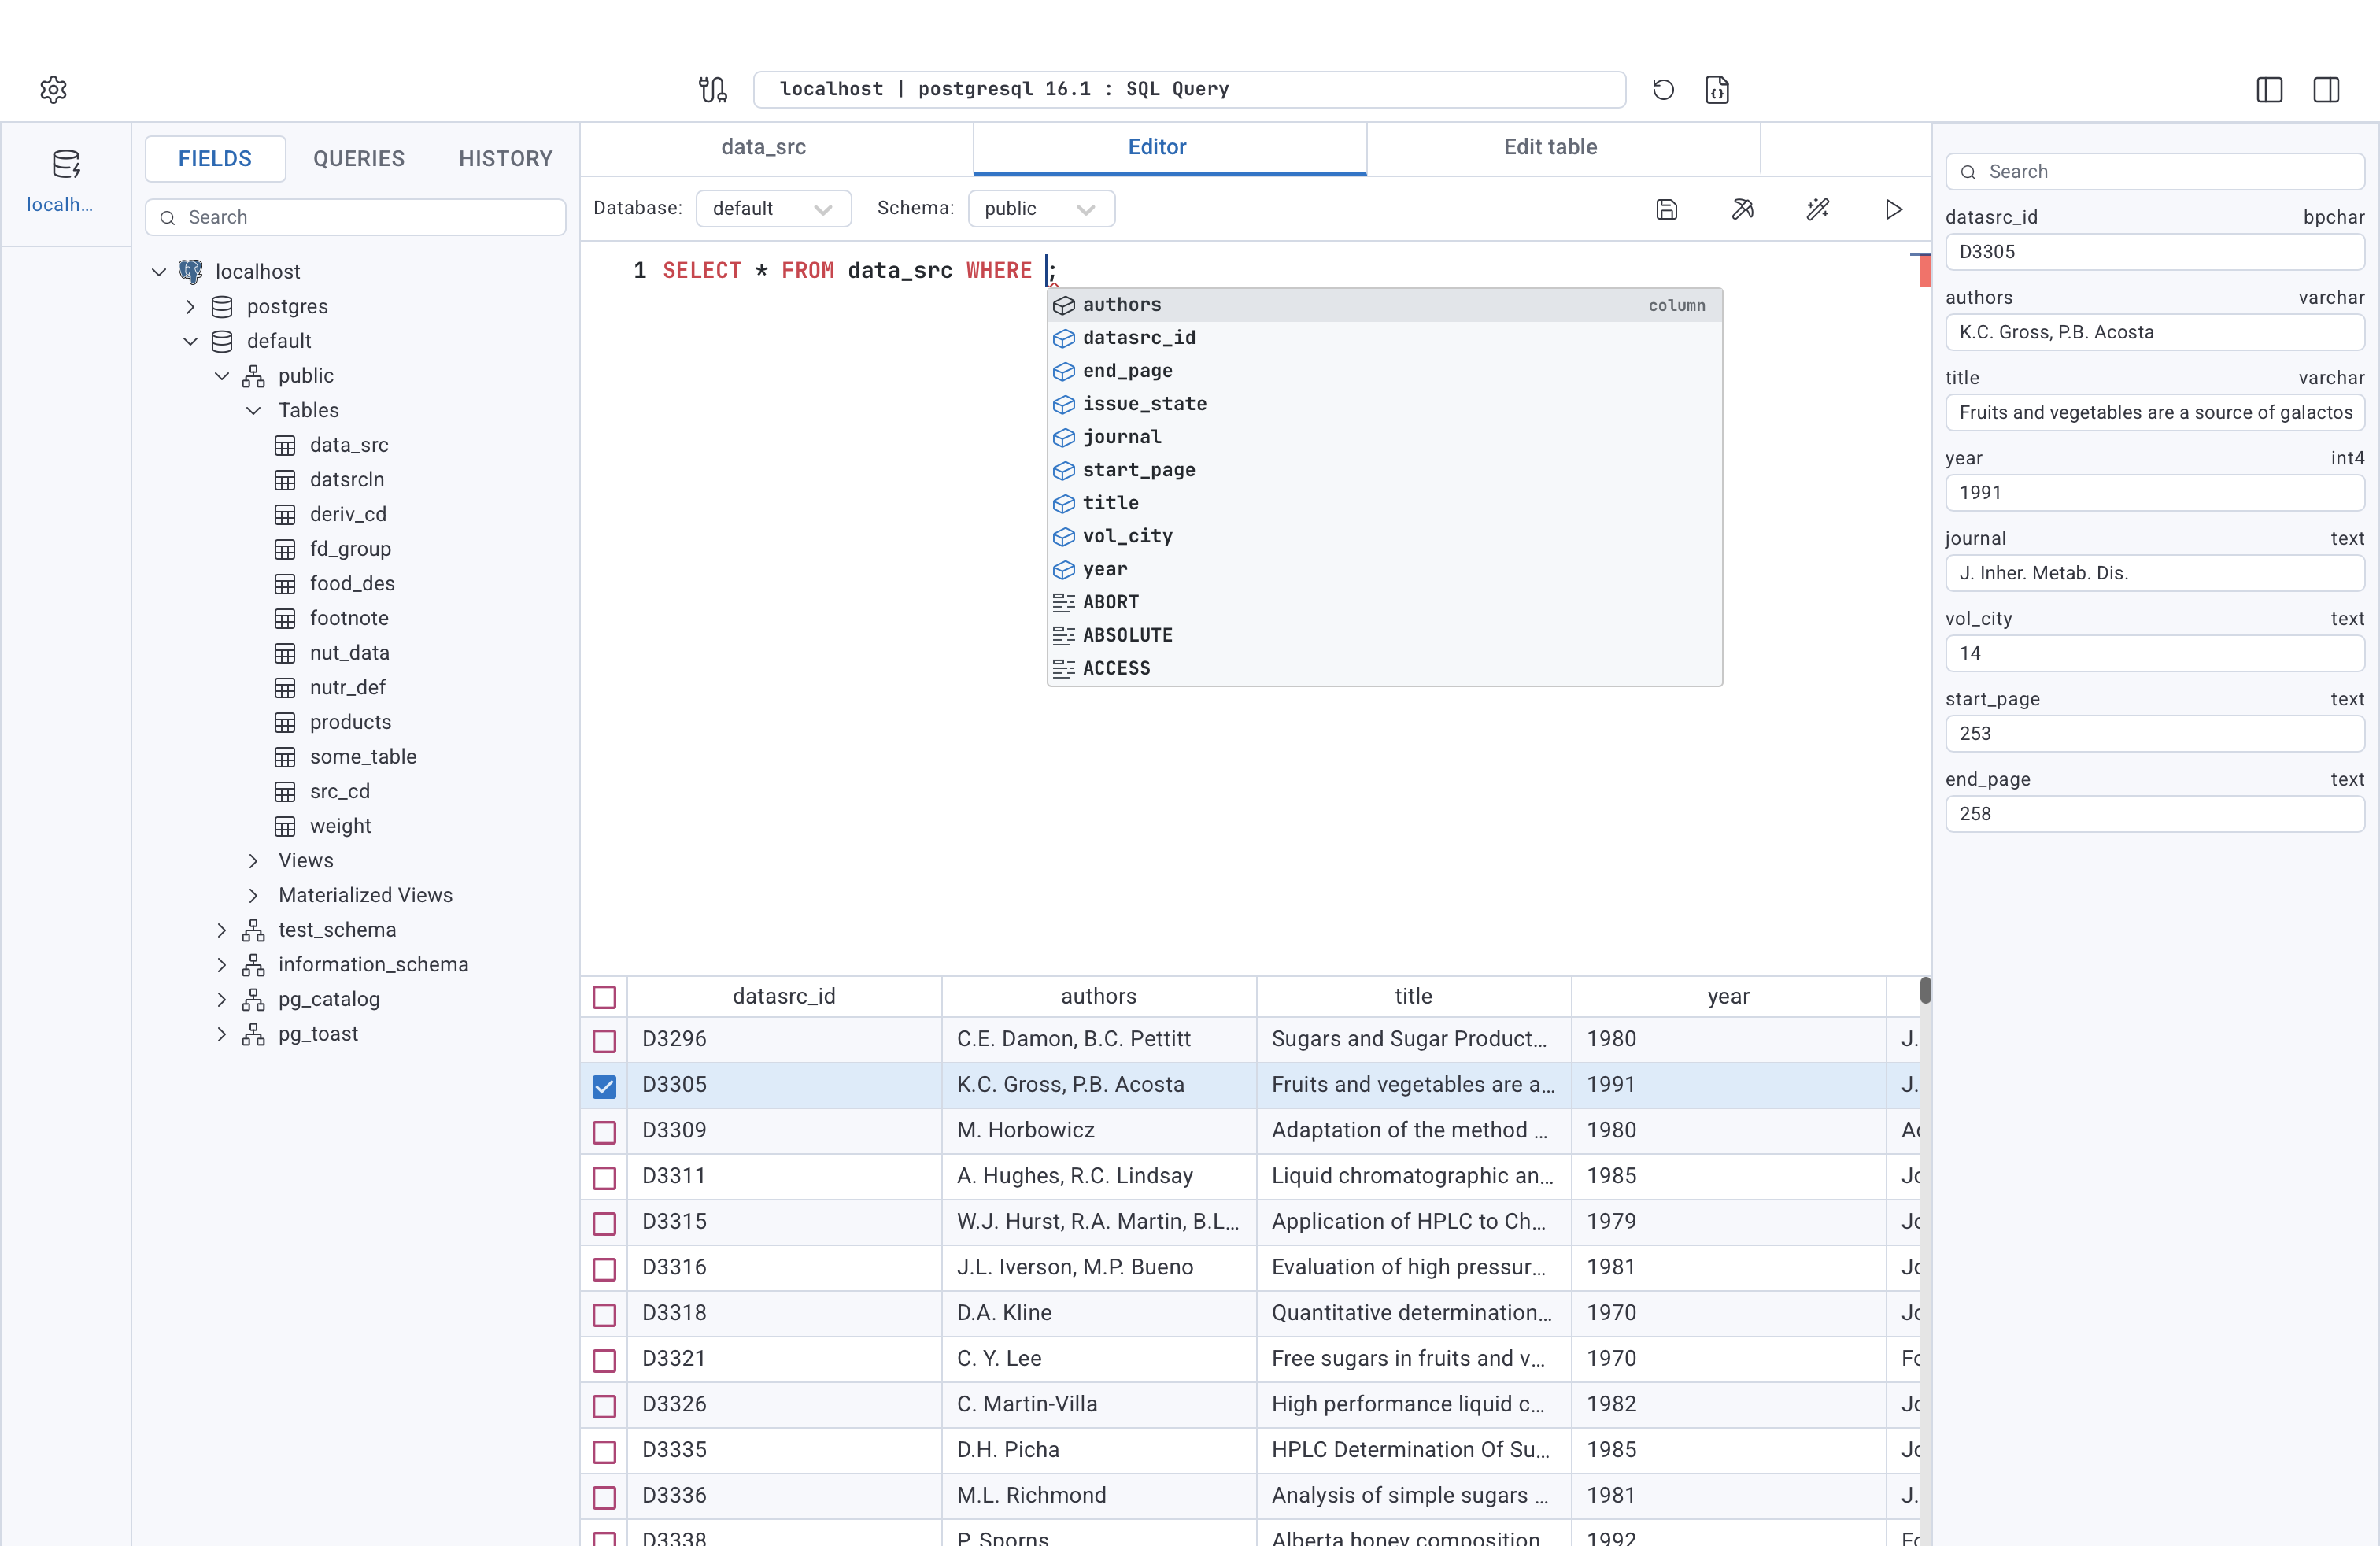 localhost | postgresql 16.1 : SQL Query
localh...
FIELDS QUERIES HISTORY
Search
localhost
postgres
default
public
Tables
data_src
datsrcln
deriv_cd
fd_group
food_des
footnote
nut_data
nutr_def
products
some_table
src_cd
weight
Views
Materialized Views
test_schema
information_schema
pg_catalog
pg_toast
data_src Editor Edit table
Database: default Schema: public
1 SELECT * FROM data_src WHERE ;
authors column
datasrc_id
end_page
issue_state
journal
start_page
title
vol_city
year
ABORT
ABSOLUTE
ACCESS
datasrc_id authors title year
D3296 C.E. Damon, B.C. Pettitt Sugars and Sugar Product... 1980 J.
D3305 K.C. Gross, P.B. Acosta Fruits and vegetables are a... 1991 J.
D3309 M. Horbowicz Adaptation of the method ... 1980
D3311 A. Hughes, R.C. Lindsay Liquid chromatographic an... 1985
D3315 W.J. Hurst, R.A. Martin, B.L... Application of HPLC to Ch... 1979
D3316 J.L. Iverson, M.P. Bueno Evaluation of high pressur... 1981
D3318 D.A. Kline Quantitative determination... 1970
D3321 C. Y. Lee Free sugars in fruits and v... 1970
D3326 C. Martin-Villa High performance liquid c... 1982
D3335 D.H. Picha HPLC Determination Of Su... 1985
D3336 M.L. Richmond Analysis of simple sugars ... 1981 J.
D3338 P. Sporns Alberta honey composition 1992
Search
datasrc_id bpchar
D3305
authors varchar
K.C. Gross, P.B. Acosta
title varchar
Fruits and vegetables are a source of galactos
year int4
1991
journal text
J. Inher. Metab. Dis.
vol_city text
14
start_page text
253
end_page text
258